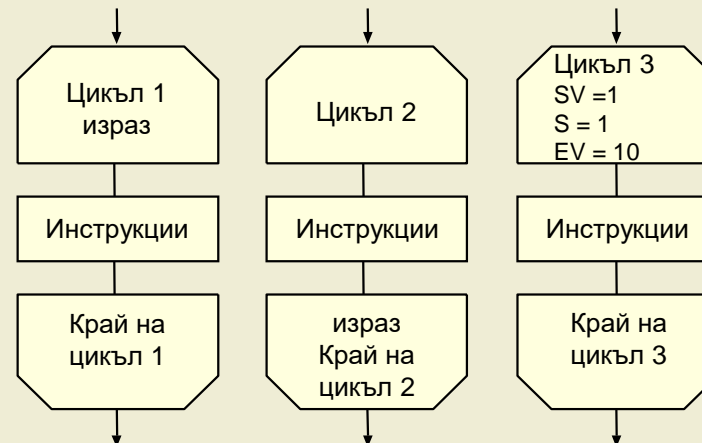 Цикъл 1
израз
Инструкции
Край на
цикъл 1
Цикъл 2
Инструкции
израз
Край на
цикъл 2
Цикъл 3
SV =1
S = 1
EV = 10
Инструкции
Край на
цикъл 3